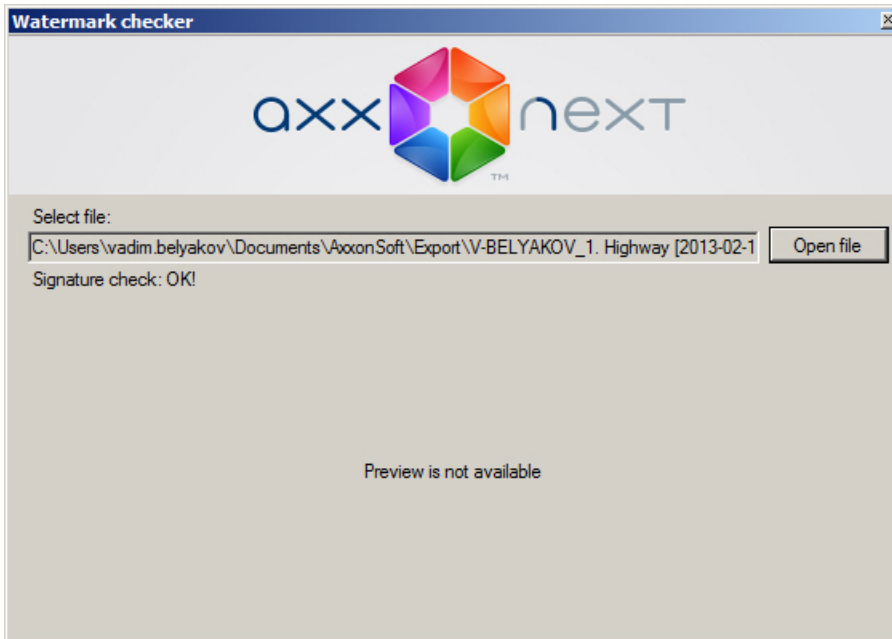 Watermark checker
axx next
TM
Select file:
C:\Users\vadim.belyakov\Documents\AxxonSoft\Export\V-BELYAKOV_1. Highway [2013-02-1
Open file
Signature check: OK!
Preview is not available